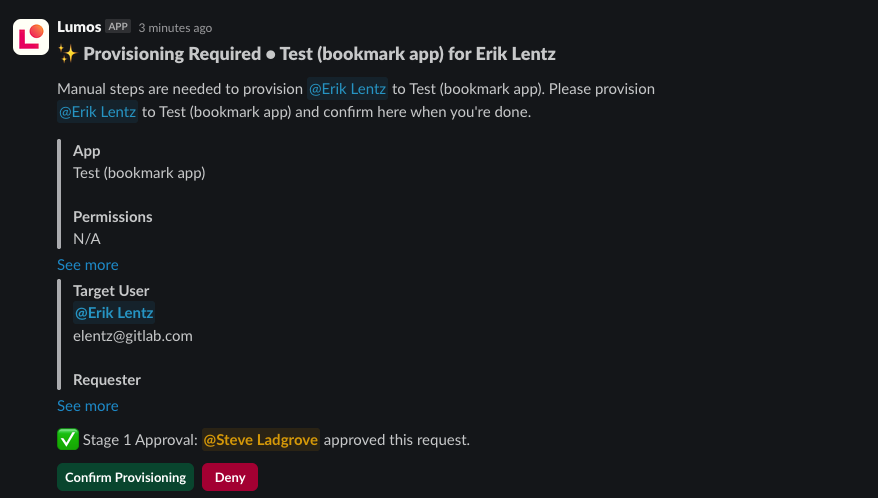 Lumos APP 3 minutes ago
✨ Provisioning Required • Test (bookmark app) for Erik Lentz
Manual steps are needed to provision @Erik Lentz to Test (bookmark app). Please provision
@Erik Lentz to Test (bookmark app) and confirm here when you're done.
App
Test (bookmark app)
Permissions
N/A
See more
Target User
@Erik Lentz
elentz@gitlab.com
Requester
See more
✅ Stage 1 Approval: @Steve Ladgrove approved this request.
Confirm Provisioning Deny